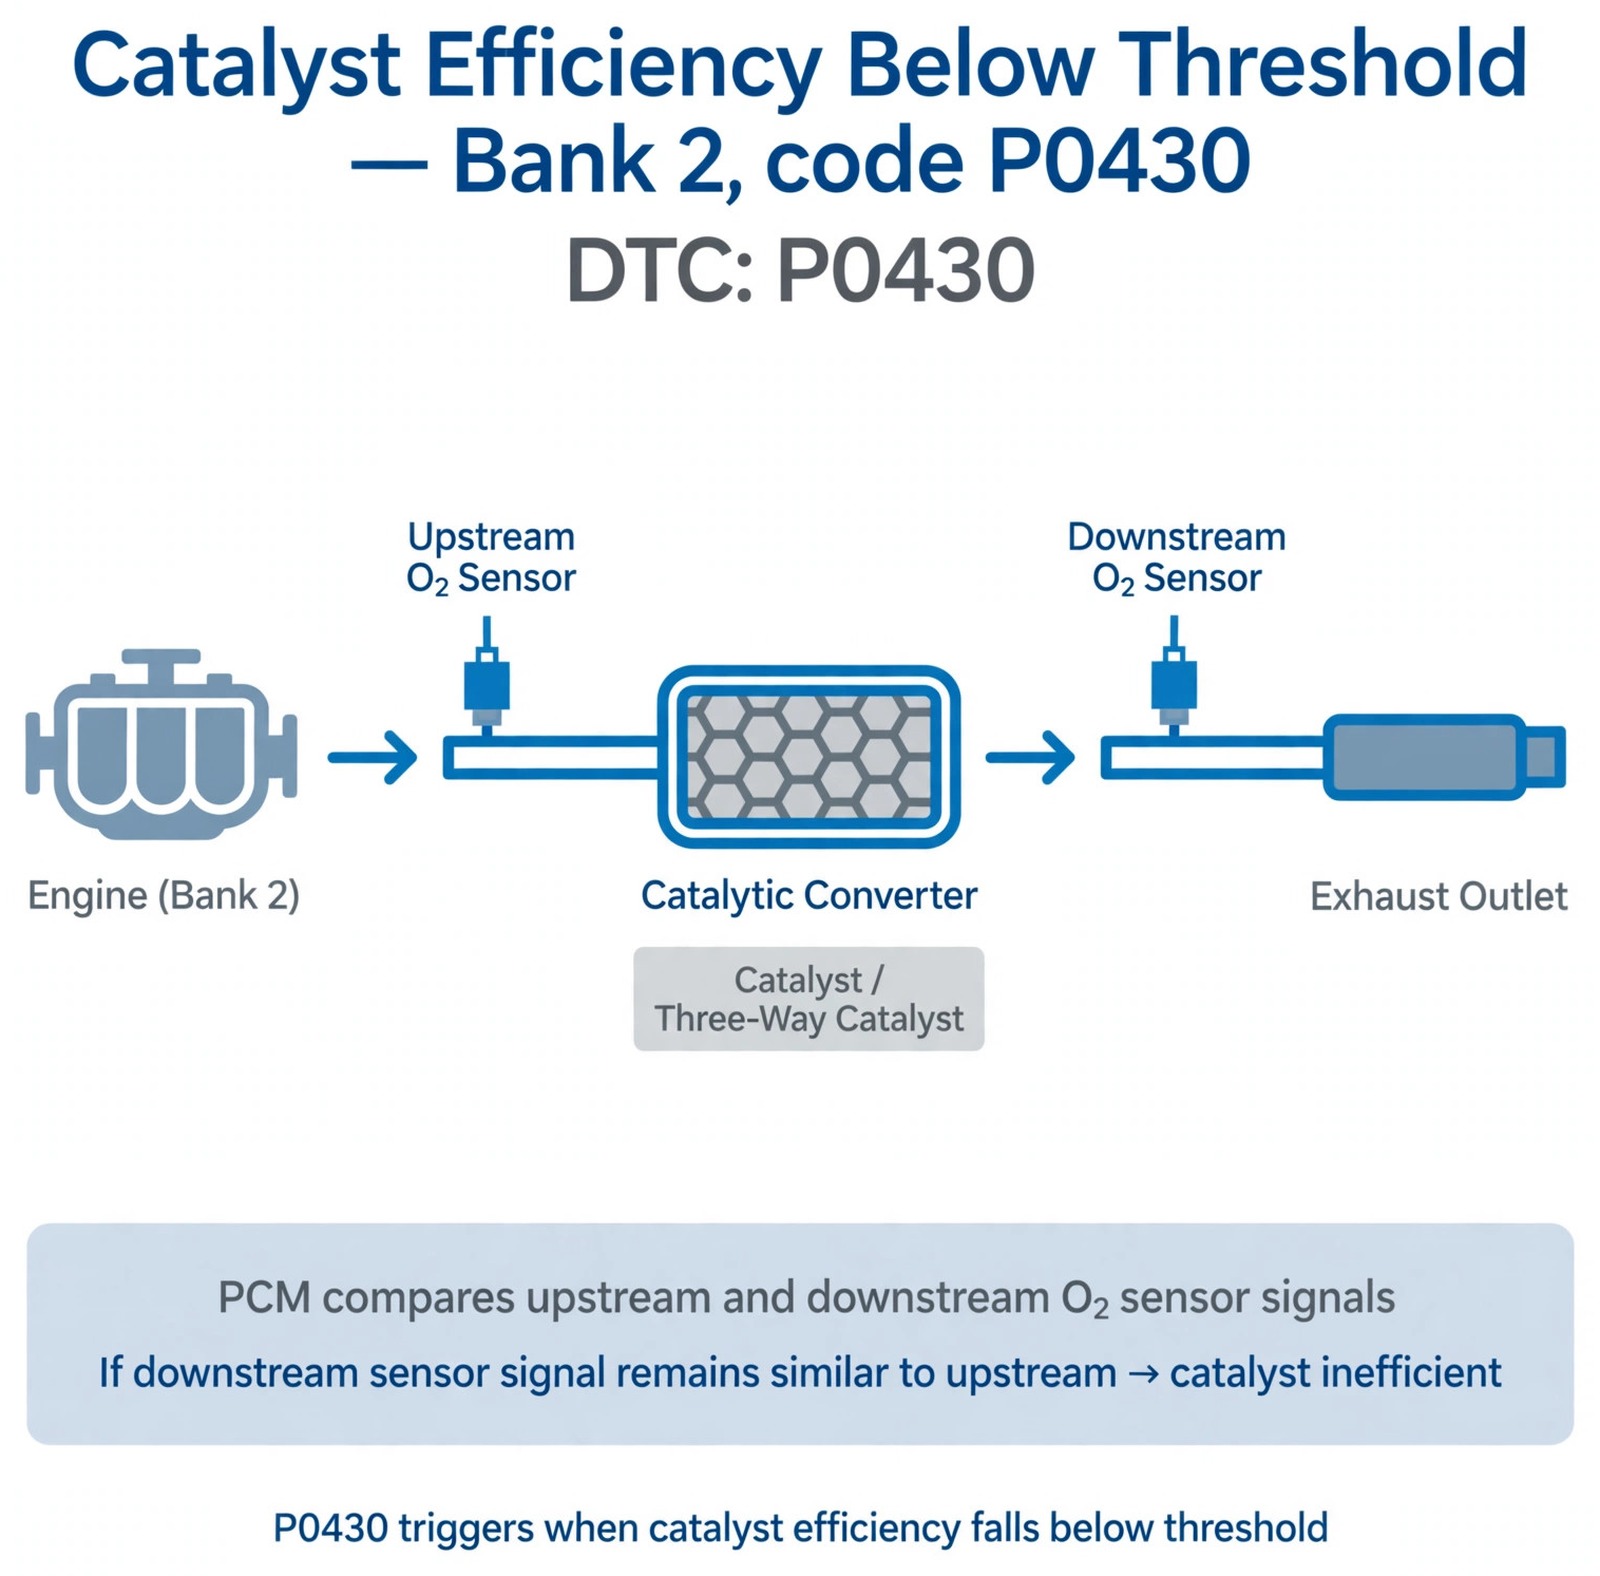 Catalyst Efficiency Below Threshold
— Bank 2, code P0430
DTC: P0430
Upstream
O₂ Sensor
Downstream
O₂ Sensor
Engine (Bank 2)
Catalytic Converter
Exhaust Outlet
Catalyst /
Three-Way Catalyst
PCM compares upstream and downstream O₂ sensor signals
If downstream sensor signal remains similar to upstream → catalyst inefficient
P0430 triggers when catalyst efficiency falls below threshold